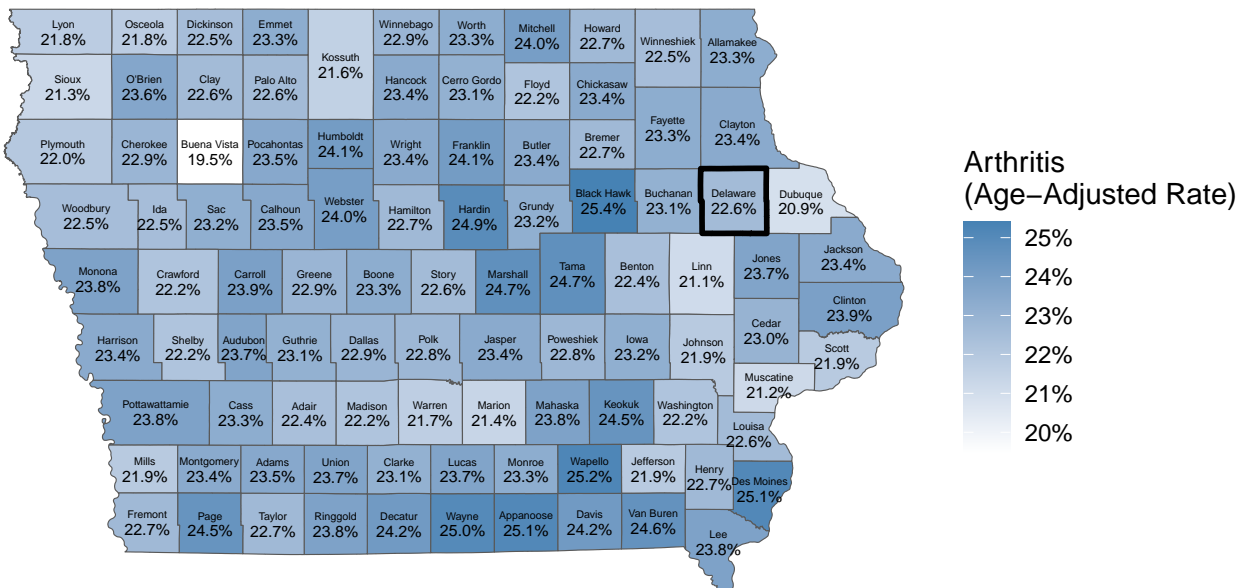 Lyon
21.8%
Osceola
21.8%
Dickinson
22.5%
Emmet
23.3%
Kossuth
21.6%
Winnebago
22.9%
Worth
23.3%
Mitchell
24.0%
Howard
22.7%
Winneshiek
22.5%
Allamakee
23.3%
Sioux
21.3%
O'Brien
23.6%
Clay
22.6%
Palo Alto
22.6%
Hancock
23.4%
Cerro Gordo
23.1%
Floyd
22.2%
Chickasaw
23.4%
Fayette
23.3%
Clayton
23.4%
Plymouth
22.0%
Cherokee
22.9%
Buena Vista
19.5%
Pocahontas
23.5%
Humboldt
24.1%
Wright
23.4%
Franklin
24.1%
Butler
23.4%
Bremer
22.7%
Woodbury
22.5%
Ida
22.5%
Sac
23.2%
Calhoun
23.5%
Webster
24.0%
Hamilton
22.7%
Hardin
24.9%
Grundy
23.2%
Black Hawk
25.4%
Buchanan
23.1%
Delaware
22.6%
Dubuque
20.9%
Monona
23.8%
Crawford
22.2%
Carroll
23.9%
Greene
22.9%
Boone
23.3%
Story
22.6%
Marshall
24.7%
Tama
24.7%
Benton
22.4%
Linn
21.1%
Jones
23.7%
Jackson
23.4%
Clinton
23.9%
Harrison
23.4%
Shelby
22.2%
Audubon
23.7%
Guthrie
23.1%
Dallas
22.9%
Polk
22.8%
Jasper
23.4%
Poweshiek
22.8%
Iowa
23.2%
Johnson
21.9%
Cedar
23.0%
Scott
21.9%
Muscatine
21.2%
Pottawattamie
23.8%
Cass
23.3%
Adair
22.4%
Madison
22.2%
Warren
21.7%
Marion
21.4%
Mahaska
23.8%
Keokuk
24.5%
Washington
22.2%
Louisa
22.6%
Mills
21.9%
Montgomery
23.4%
Adams
23.5%
Union
23.7%
Clarke
23.1%
Lucas
23.7%
Monroe
23.3%
Wapello
25.2%
Jefferson
21.9%
Henry
22.7%
Des Moines
25.1%
Fremont
22.7%
Page
24.5%
Taylor
22.7%
Ringgold
23.8%
Decatur
24.2%
Wayne
25.0%
Appanoose
25.1%
Davis
24.2%
Van Buren
24.6%
Lee
23.8%
Arthritis
(Age−Adjusted Rate)
25%
24%
23%
22%
21%
20%